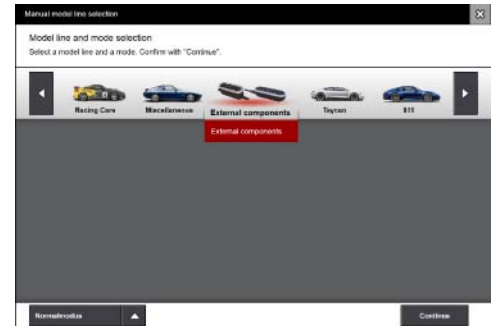 Manual model line selection
Model line and mode selection
Select a model line and a mode. Confirm with "Continue".
Racing Cars
Miscellaneous
External components
Taycan
911
External components
Normalmodus
Continue